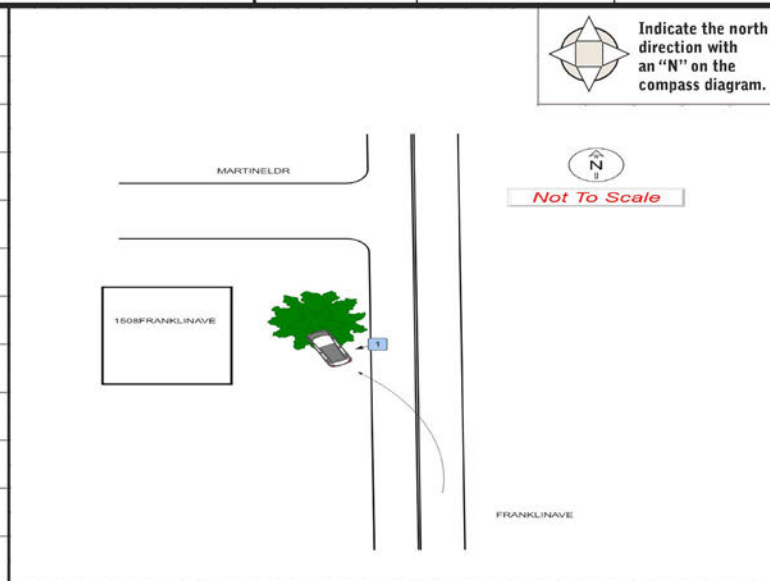 Indicate the north
direction with
an “N” on the
compass diagram.
MARTINELDR
N
Not To Scale
1508FRANKLINAVE
1
FRANKLINAVE